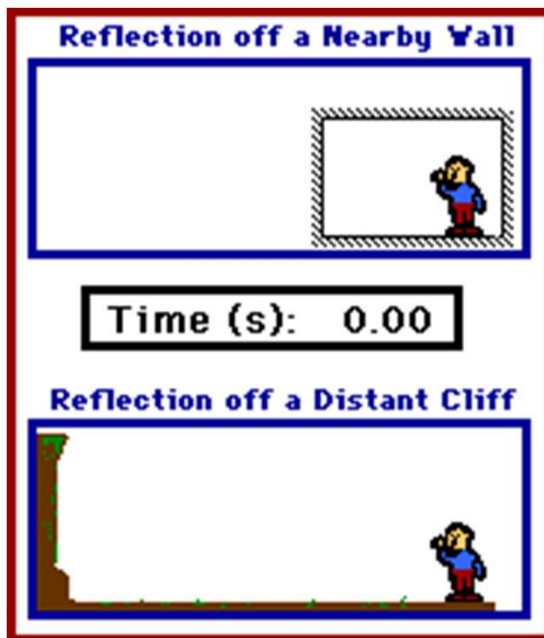 Reflection off a Nearby Wall
Time (s): 0.00
Reflection off a Distant Cliff